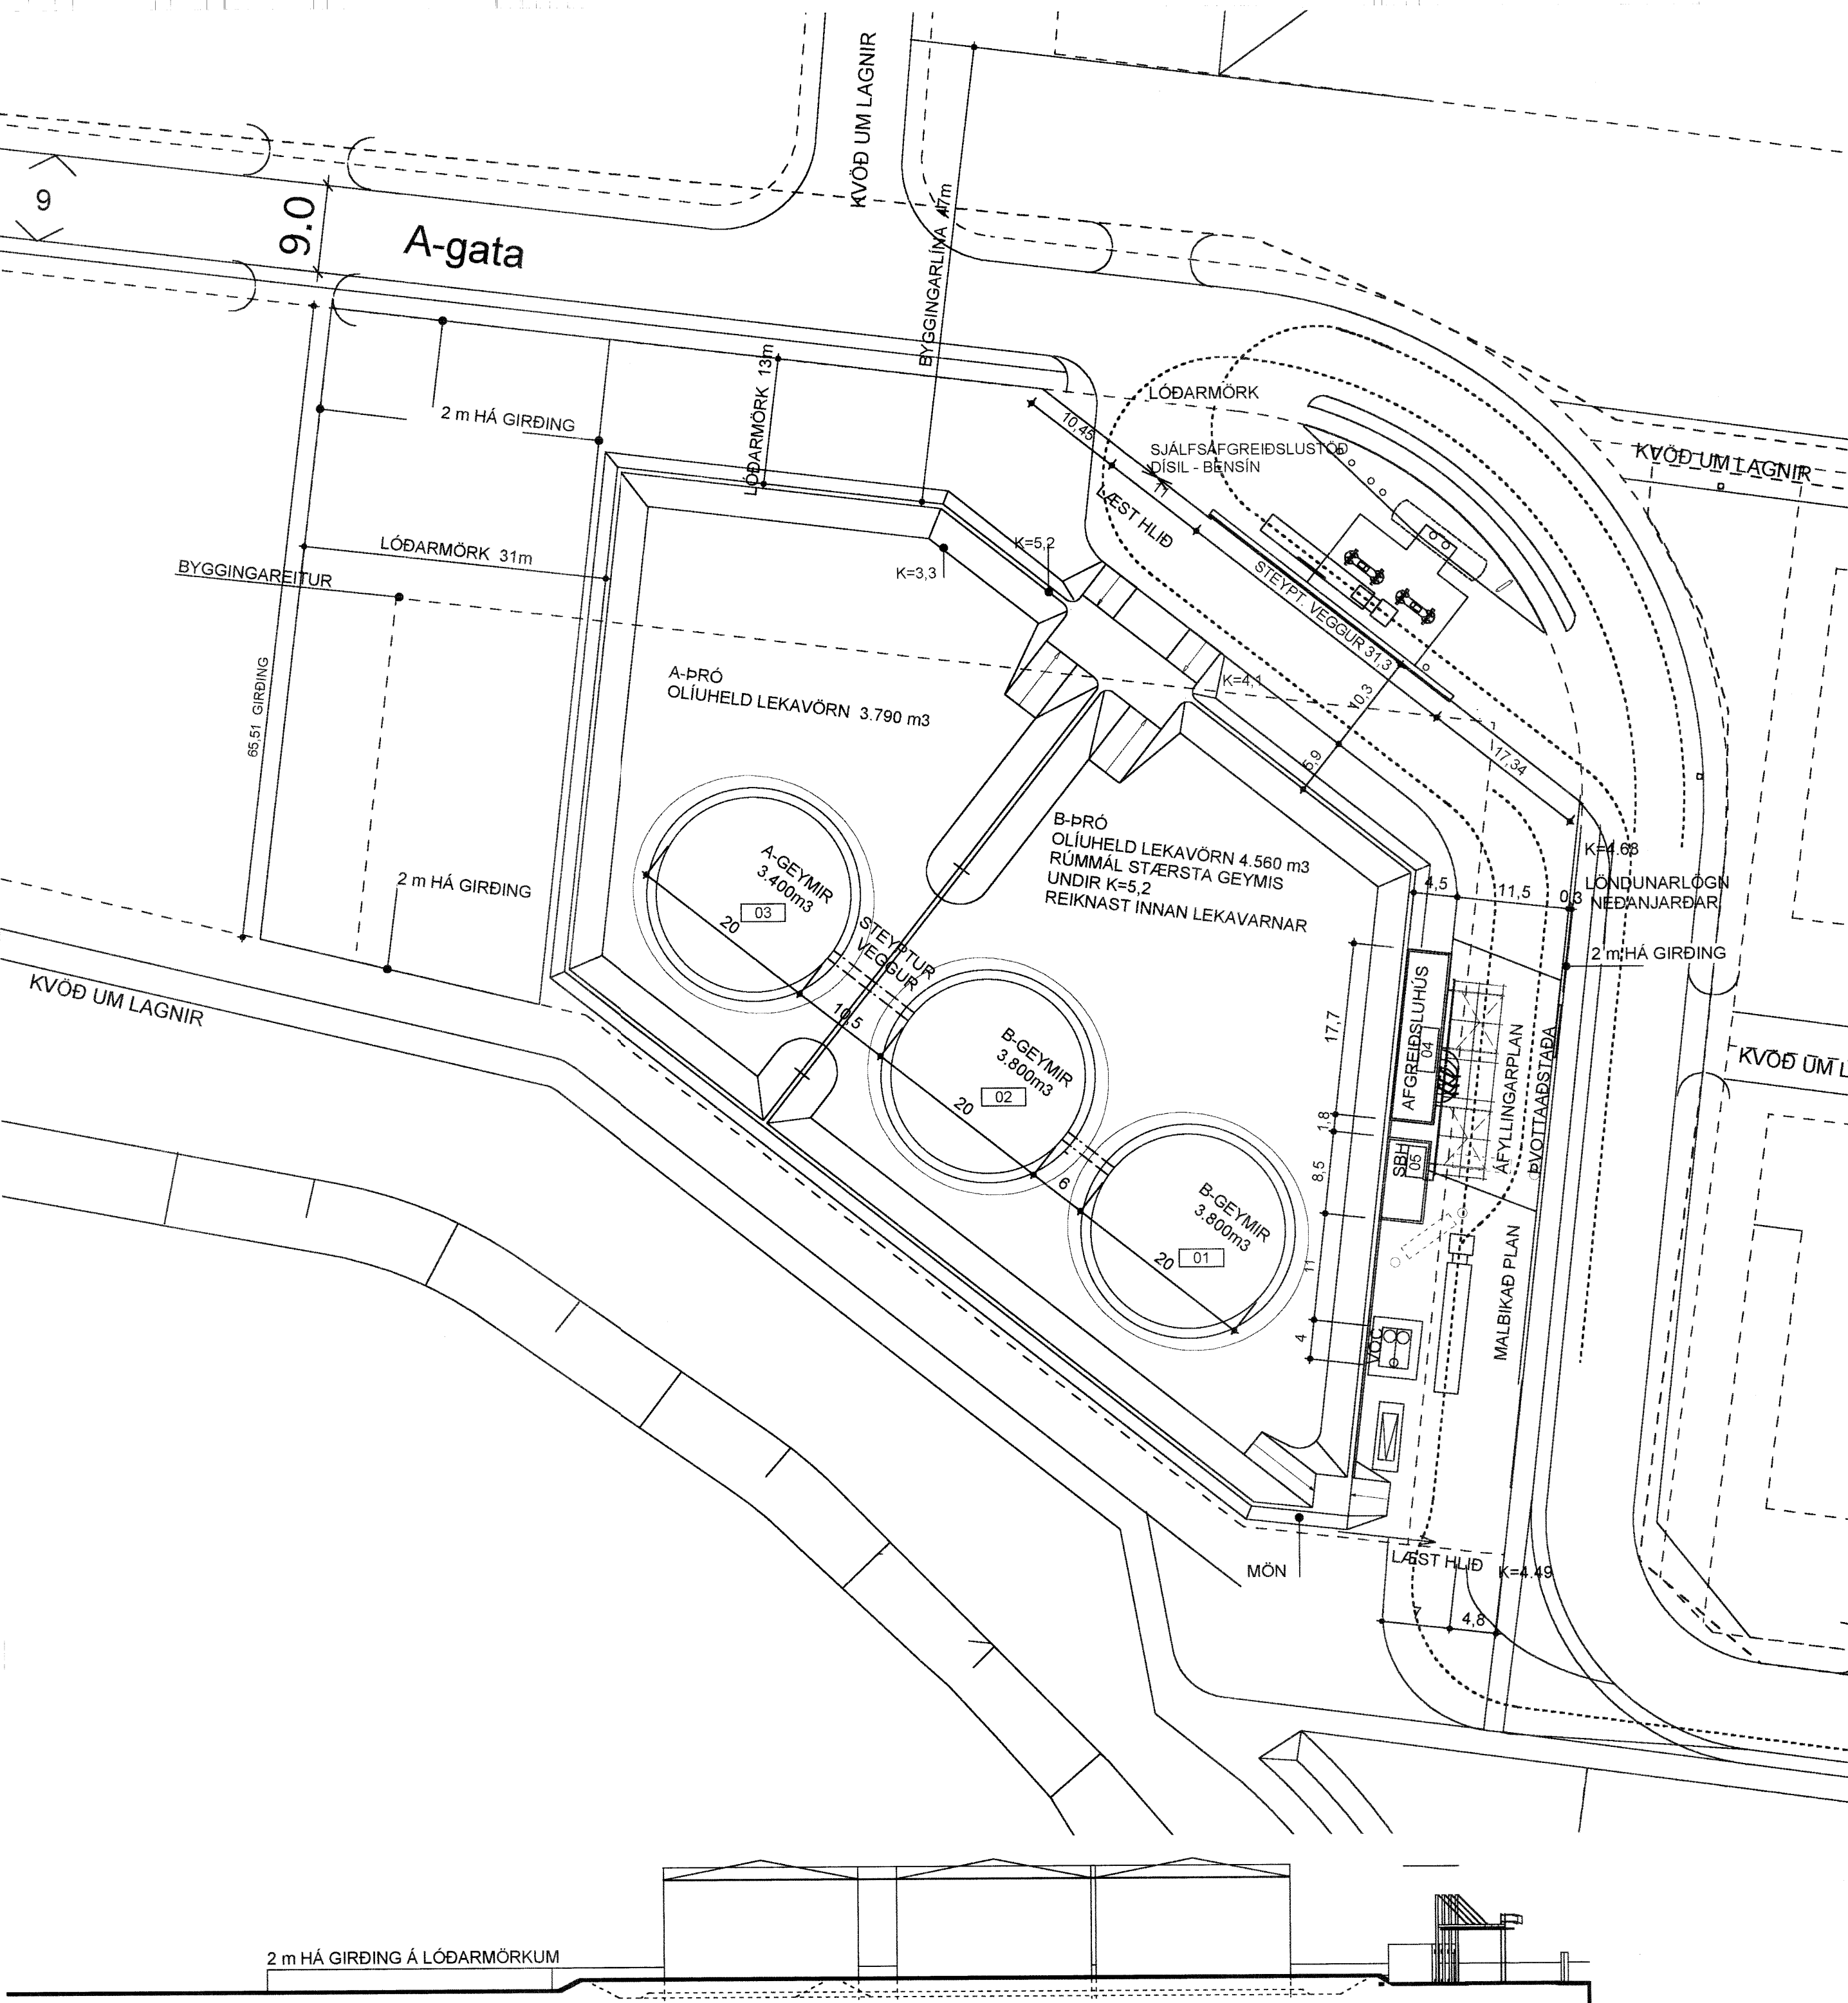 KVÖÐ UM LAGNIR
9
9.0
A-gata
BYGGINGARLÍNA 47m
LÓÐARMÖRK 13m
2 m HÁ GIRÐING
LÓÐARMÖRK
10,45
SJÁLFSAFGREIÐSLUSTÖÐ
DÍSIL - BENSÍN
11
LÆST HLIÐ
KVÖÐ UM LAGNIR
LÓÐARMÖRK 31m
BYGGINGAREITUR
K=5,2
K=3,3
STEYPT. VEGGUR 31,3
65,51 GIRÐING
A-ÞRÓ
OLÍUHELD LEKAVÖRN 3.790 m3
K=4,1
10,3
5,9
17,34
B-ÞRÓ
OLÍUHELD LEKAVÖRN 4.560 m3
RÚMMÁL STÆRSTA GEYMIS
UNDIR K=5,2
REIKNAST INNAN LEKAVARNAR
K=4.63
LÖNDUNARLÖGN
NEÐANJARÐAR
4,5
11,5
0,3
2 m HÁ GIRÐING
2 m HÁ GIRÐING
A-GEYMIR
3.400m3
03
20
STEYPTUR
VEGGUR
10,5
KVÖÐ UM LAGNIR
B-GEYMIR
3.800m3
02
20
6
B-GEYMIR
3.800m3
01
20
17,7
1,8
8,5
11
4
AFGREIÐSLUHÚS
04
SBH
05
VOC
ÁFYLLINGARPLAN
ÞVOTTAAÐSTAÐA
MALBIKAÐ PLAN
KVÖÐ UM L
MÖN
LÆST HLIÐ
K=4.49
7
4,8
2 m HÁ GIRÐING Á LÓÐARMÖRKUM